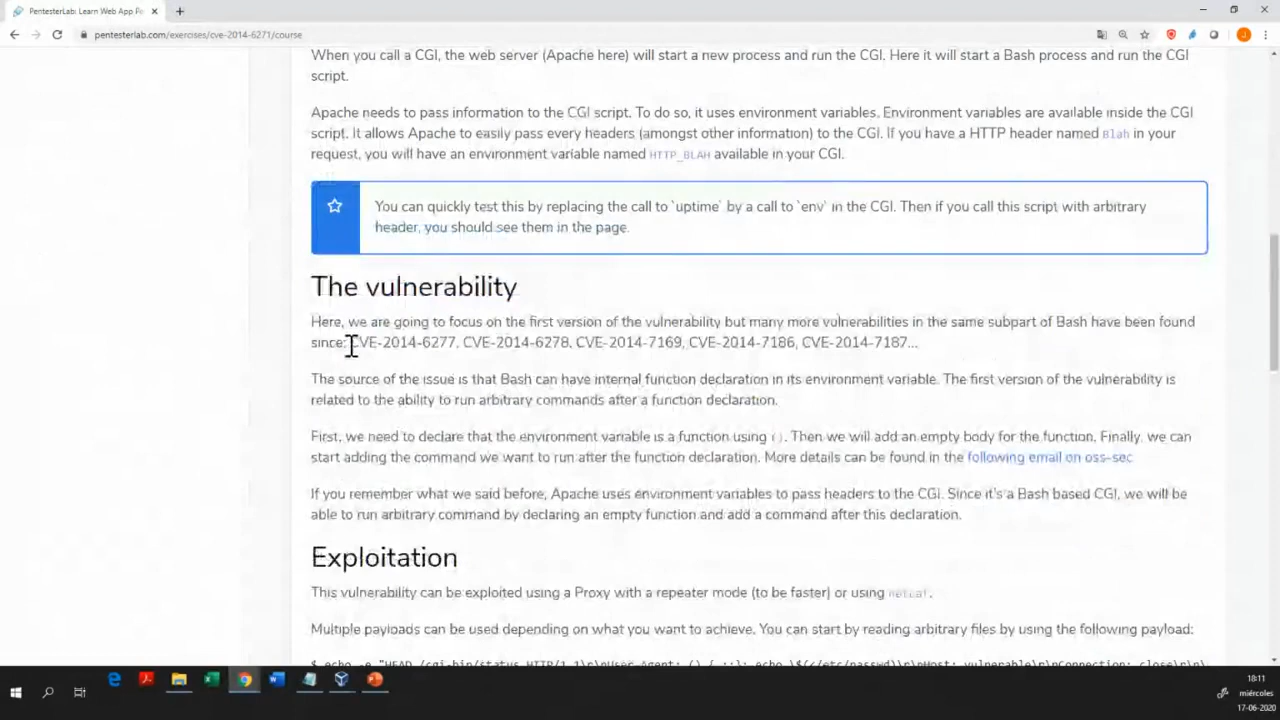 PentesterLab: Learn Web App Pe
pentesterlab.com/exercises/cve-2014-6271/course
When you call a CGI, the web server (Apache here) will start a new process and run the CGI. Here it will start a Bash process and run the CGI
script.
Apache needs to pass information to the CGI script. To do so, it uses environment variables. Environment variables are available inside the CGI
script. It allows Apache to easily pass every headers (amongst other information) to the CGI. If you have a HTTP header named Blah in your
request, you will have an environment variable named HTTP_BLAH available in your CGI.
You can quickly test this by replacing the call to `uptime` by a call to `env` in the CGI. Then if you call this script with arbitrary
header, you should see them in the page.
The vulnerability
Here, we are going to focus on the first version of the vulnerability but many more vulnerabilities in the same subpart of Bash have been found
since: CVE-2014-6277, CVE-2014-6278, CVE-2014-7169, CVE-2014-7186, CVE-2014-7187...
The source of the issue is that Bash can have internal function declaration in its environment variable. The first version of the vulnerability is
related to the ability to run arbitrary commands after a function declaration.
First, we need to declare that the environment variable is a function using (). Then we will add an empty body for the function. Finally, we can
start adding the command we want to run after the function declaration. More details can be found in the following email on oss-sec
If you remember what we said before, Apache uses environment variables to pass headers to the CGI. Since it's a Bash based CGI, we will be
able to run arbitrary command by declaring an empty function and add a command after this declaration.
Exploitation
This vulnerability can be exploited using a Proxy with a repeater mode (to be faster) or using netcat.
Multiple payloads can be used depending on what you want to achieve. You can start by reading arbitrary files by using the following payload:
$ echo -e "HEAD /cgi-bin/status HTTP/1.1\r\nUser-Agent: () { :;}; echo \$(</etc/passwd)\r\nHost: vulnerable\r\nConnection: close\r\n\
18:11
miércoles
17-06-2020